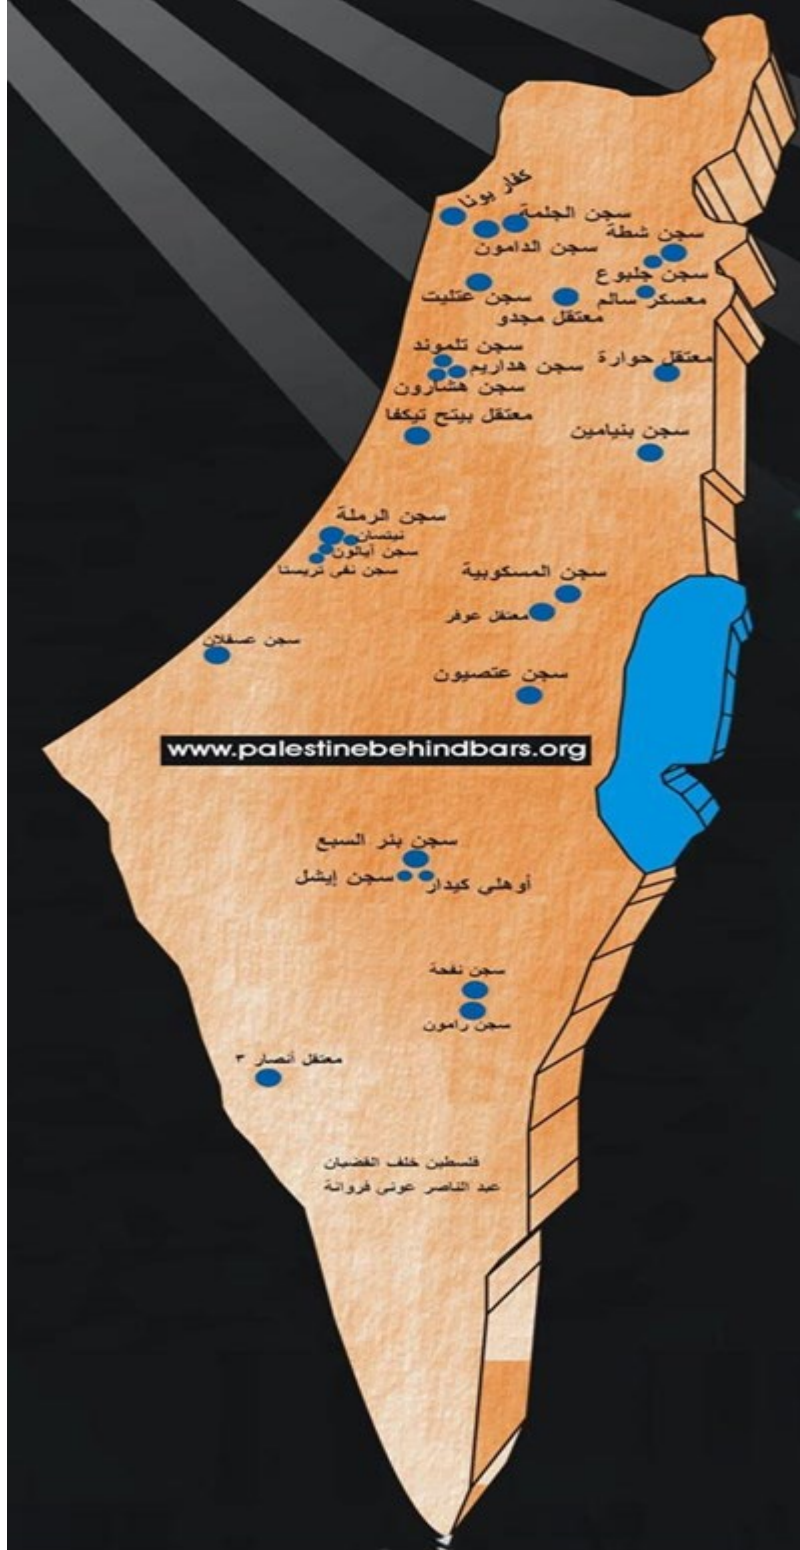 كفار يونا
سجن الجلمة
سجن الدامون
سجن شطة
سجن جلبوع
معسكر سالم
سجن عتليت
معتقل مجدو
سجن تلموند
سجن هداريم
سجن هشارون
معتقل حوارة
معتقل بيتح تيكفا
سجن بنيامين
سجن الرملة
نيتسان
سجن أيالون
سجن نفي تريستا
سجن المسكوبية
معتقل عوفر
سجن عسقلان
سجن عتصيون
www.palestinebehindbars.org
سجن بئر السبع
سجن إيشل
أوهلي كيدار
سجن نفحة
سجن رامون
معتقل أنصار ٣
فلسطين خلف القضبان
عبد الناصر عوني فروانة